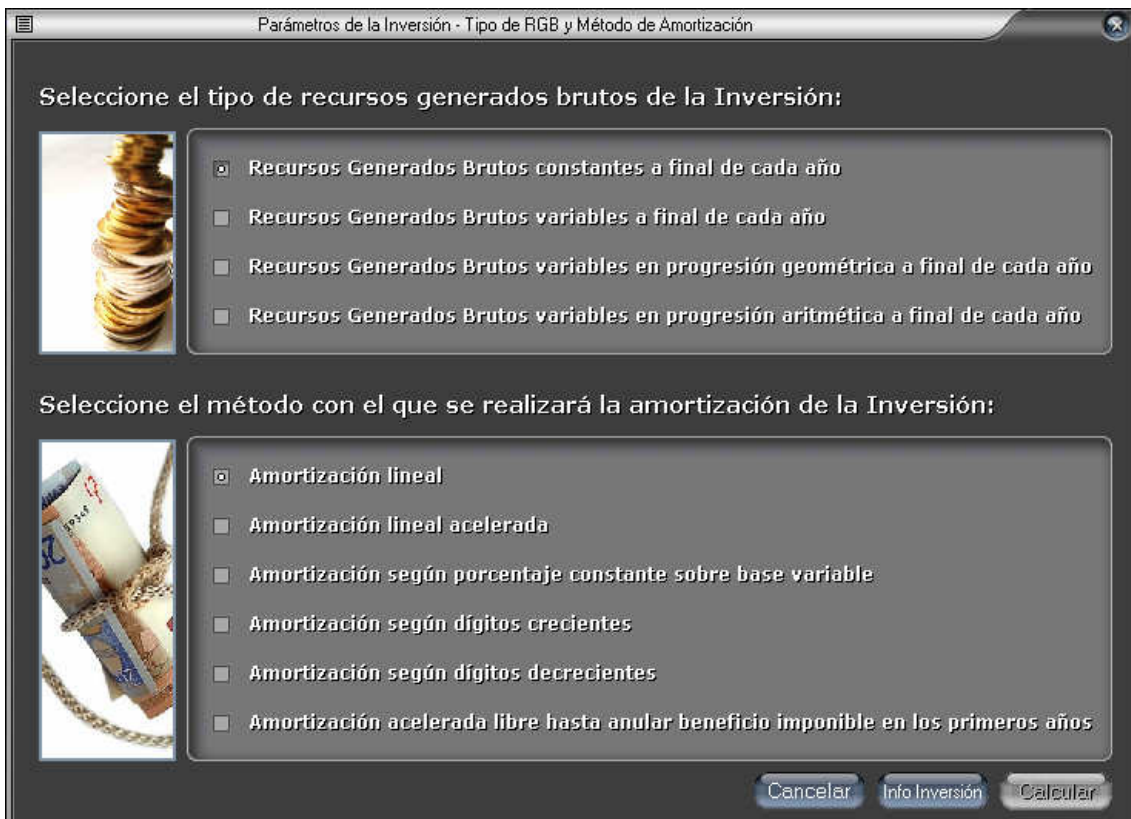 Parámetros de la Inversión - Tipo de RGB y Método de Amortización
Seleccione el tipo de recursos generados brutos de la Inversión:
Recursos Generados Brutos constantes a final de cada año
Recursos Generados Brutos variables a final de cada año
Recursos Generados Brutos variables en progresión geométrica a final de cada año
Recursos Generados Brutos variables en progresión aritmética a final de cada año
Seleccione el método con el que se realizará la amortización de la Inversión:
Amortización lineal
Amortización lineal acelerada
Amortización según porcentaje constante sobre base variable
Amortización según dígitos crecientes
Amortización según dígitos decrecientes
Amortización acelerada libre hasta anular beneficio imponible en los primeros años
Cancelar
Info Inversión
Calcular